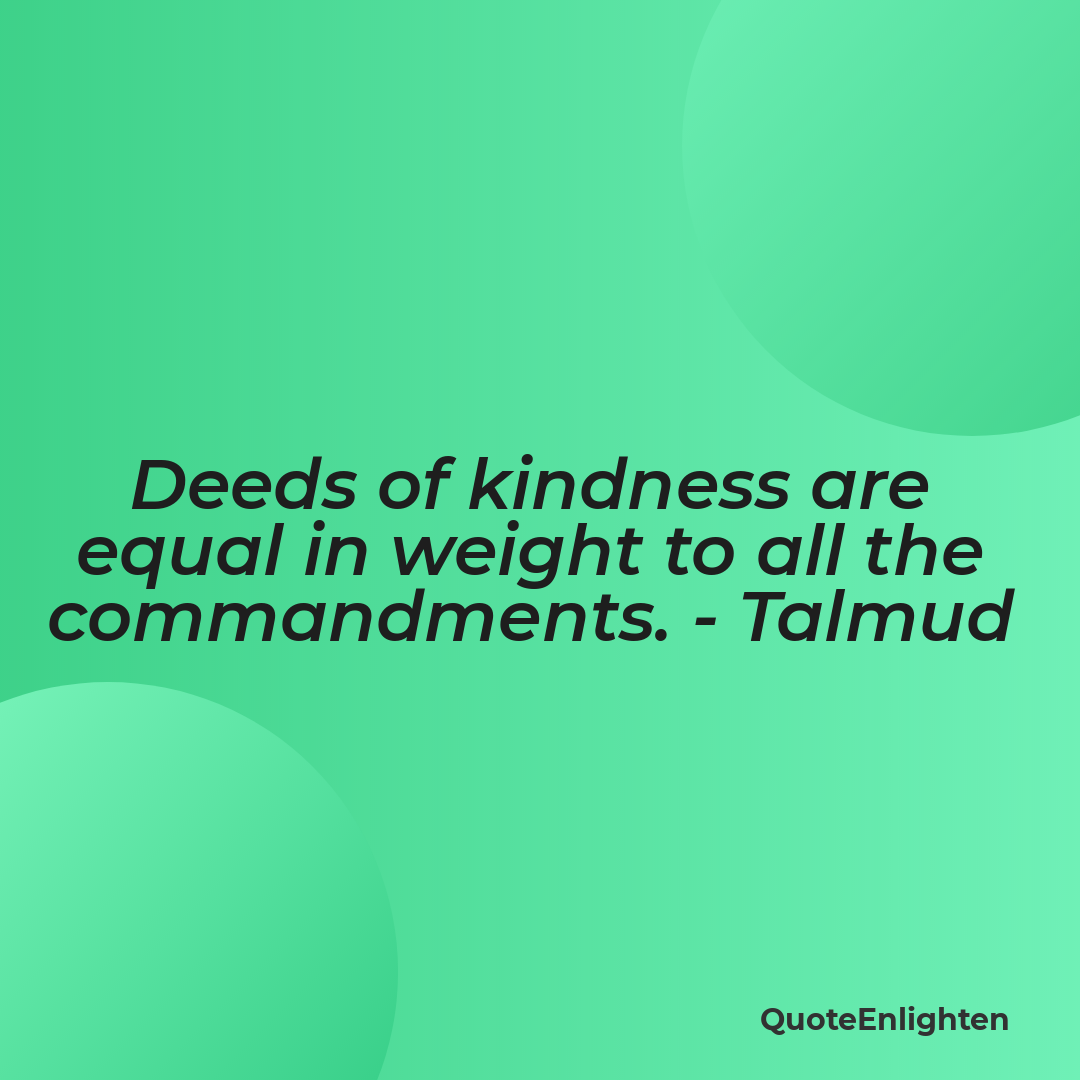 Deeds of kindness are
equal in weight to all the
commandments. - Talmud
QuoteEnlighten